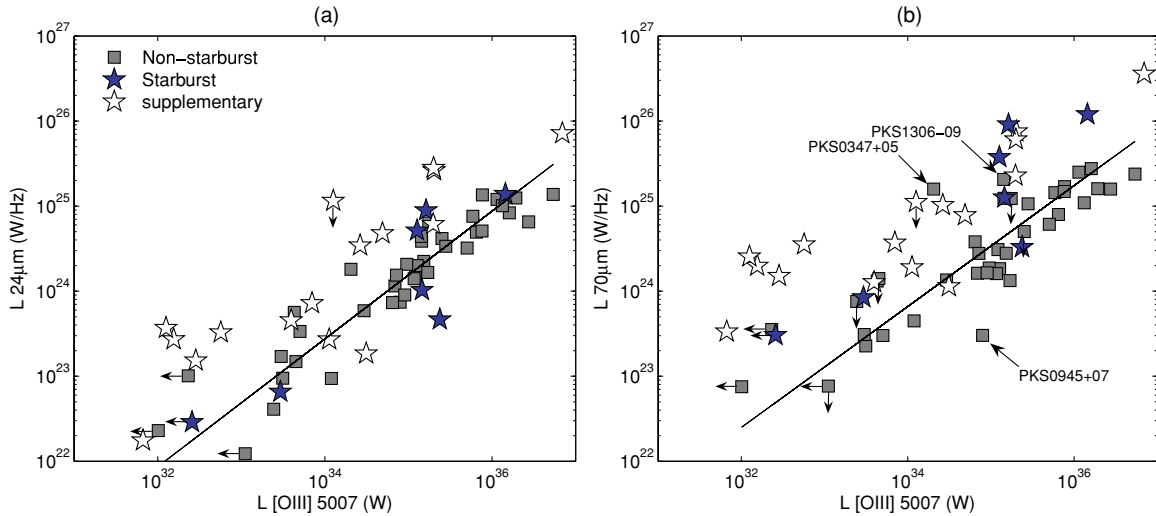 (a)
(b)
10^27
10^26
10^25
10^24
10^23
10^22
L 24μm (W/Hz)
Non−starburst
Starburst
supplementary
10^32
10^34
10^36
L [OIII] 5007 (W)
10^27
10^26
10^25
10^24
10^23
10^22
L 70μm (W/Hz)
PKS1306−09
PKS0347+05
PKS0945+07
10^32
10^34
10^36
L [OIII] 5007 (W)